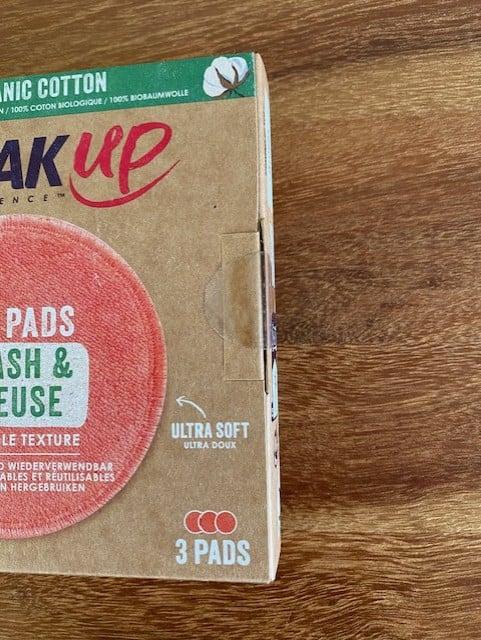 ANIC COTTON
N / 100% COTON BIOLOGIQUE / 100% BIOBAUMWOLLE
AK up
ENCE™
PADS
ASH &
EUSE
LE TEXTURE
D WIEDERVERWENDBAR
ABLES ET RÉUTILISABLES
N HERGEBRUIKEN
ULTRA SOFT
ULTRA DOUX
3 PADS